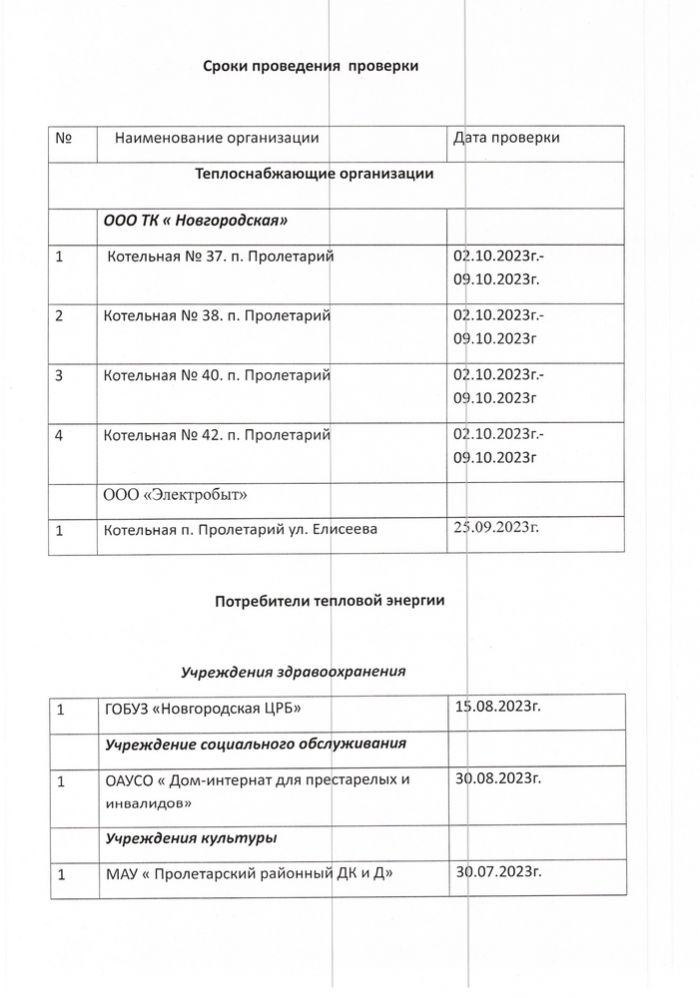 Сроки проведения проверки
№ Наименование организации Дата проверки
Теплоснабжающие организации
ООО ТК « Новгородская»
1 Котельная № 37. п. Пролетарий 02.10.2023г.-
09.10.2023г.
2 Котельная № 38. п. Пролетарий 02.10.2023г.-
09.10.2023г
3 Котельная № 40. п. Пролетарий 02.10.2023г.-
09.10.2023г
4 Котельная № 42. п. Пролетарий 02.10.2023г.-
09.10.2023г
ООО «Электробыт»
1 Котельная п. Пролетарий ул. Елисеева 25.09.2023г.
Потребители тепловой энергии
Учреждения здравоохранения
1 ГОБУЗ «Новгородская ЦРБ» 15.08.2023г.
Учреждение социального обслуживания
1 ОАУСО « Дом-интернат для престарелых и 30.08.2023г.
инвалидов»
Учреждения культуры
1 МАУ « Пролетарский районный ДК и Д» 30.07.2023г.